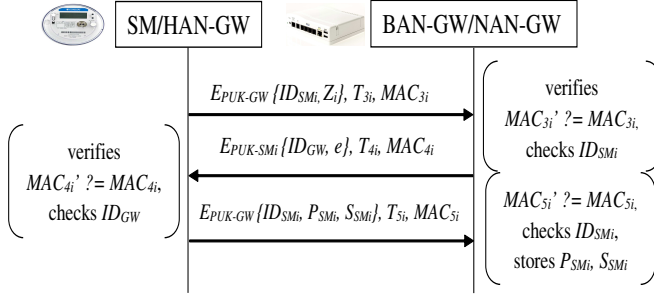 SM/HAN-GW
BAN-GW/NAN-GW
E_PUK-GW {ID_SMi, Z_i}, T_3i, MAC_3i
verifies
MAC_3i' ?= MAC_3i,
checks ID_SMi
E_PUK-SMi {ID_GW, e}, T_4i, MAC_4i
verifies
MAC_4i' ?= MAC_4i,
checks ID_GW
E_PUK-GW {ID_SMi, P_SMi, S_SMi}, T_5i, MAC_5i
MAC_5i' ?= MAC_5i,
checks ID_SMi,
stores P_SMi, S_SMi